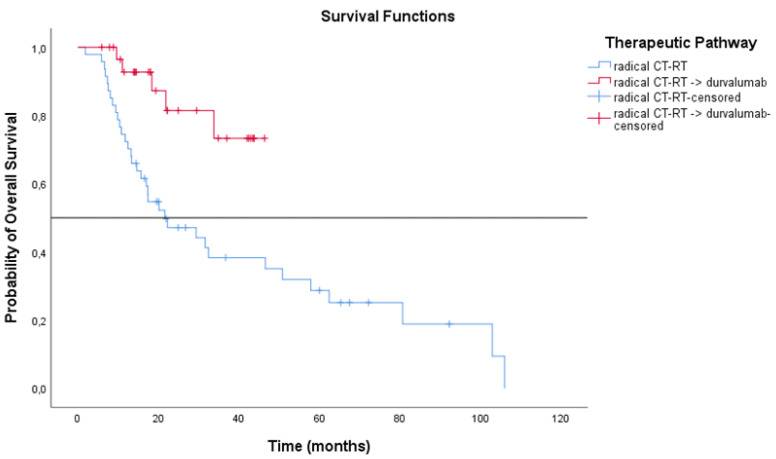 Survival Functions
Therapeutic Pathway
radical CT-RT
radical CT-RT -> durvalumab
radical CT-RT-censored
radical CT-RT -> durvalumab-
censored
Probability of Overall Survival
1,0
0,8
0,6
0,4
0,2
0,0
0 20 40 60 80 100 120
Time (months)